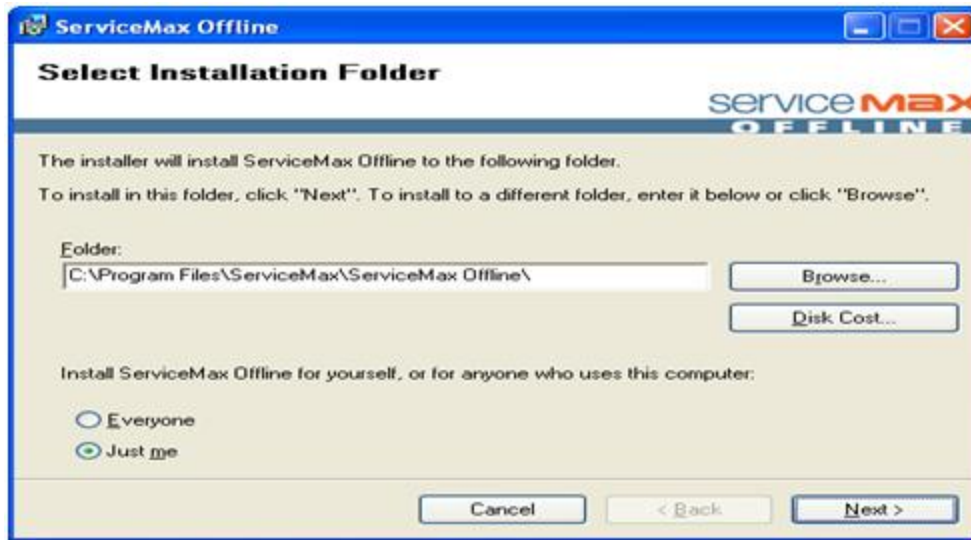 ServiceMax Offline
Select Installation Folder
service max
OFFLINE
The installer will install ServiceMax Offline to the following folder.
To install in this folder, click "Next". To install to a different folder, enter it below or click "Browse".
Folder:
C:\Program Files\ServiceMax\ServiceMax Offline\
Browse...
Disk Cost...
Install ServiceMax Offline for yourself, or for anyone who uses this computer:
Everyone
Just me
Cancel
< Back
Next >